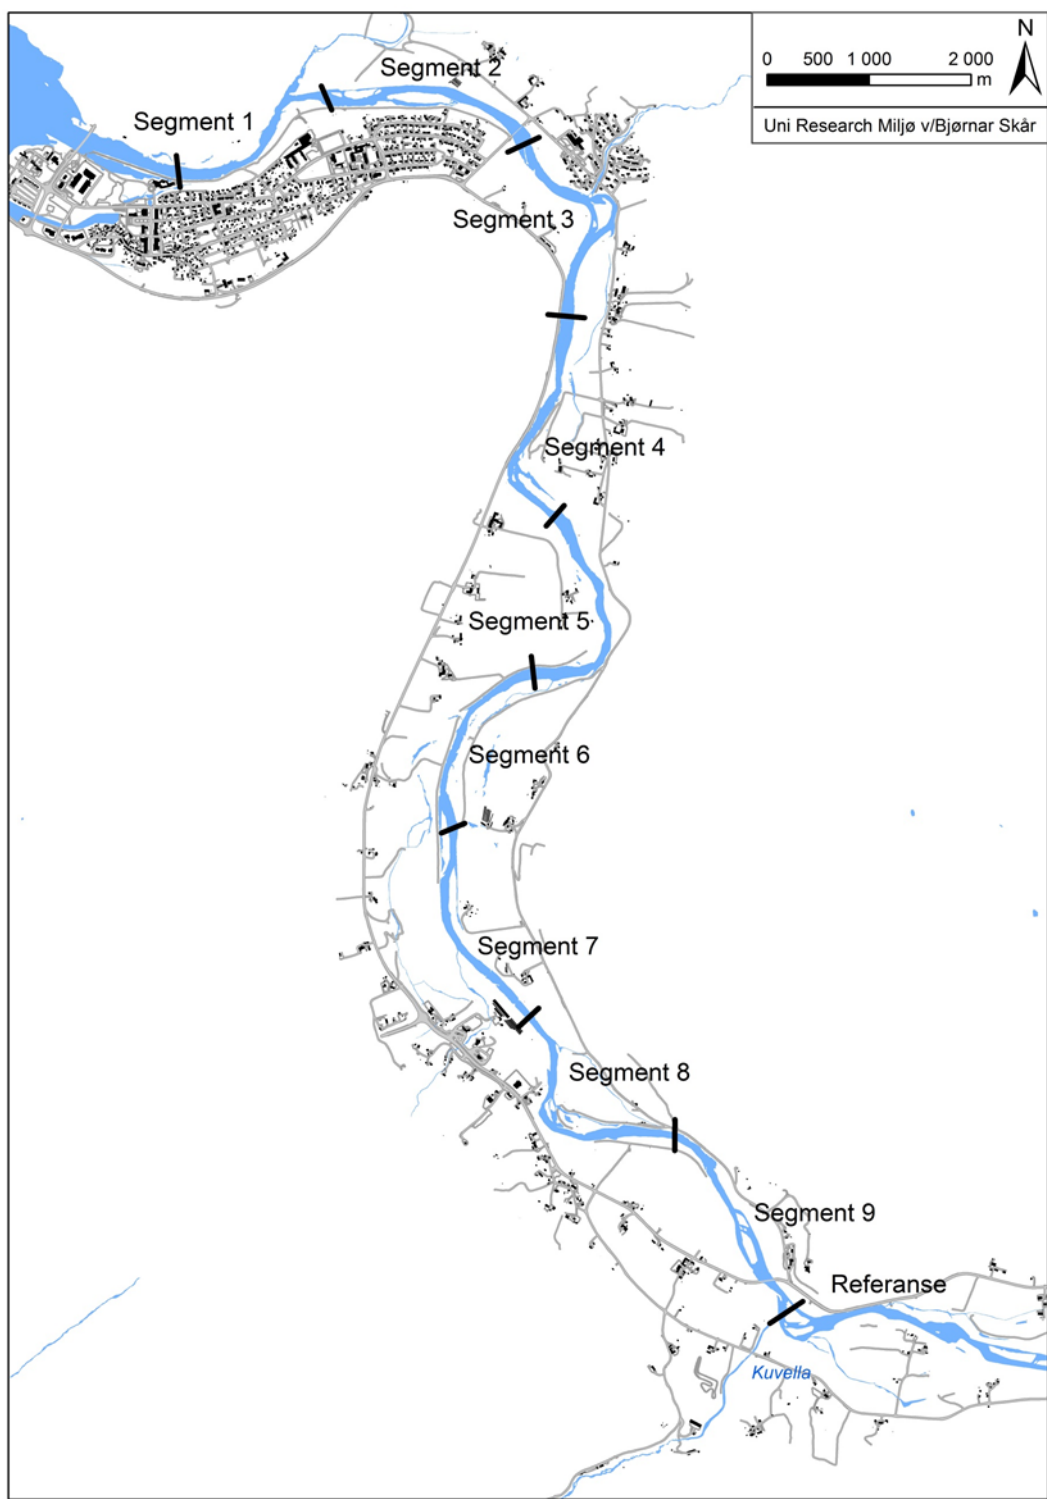 N
0 500 1 000 2 000
m
Uni Research Miljø v/Bjørnar Skår
Segment 2
Segment 1
Segment 3
Segment 4
Segment 5
Segment 6
Segment 7
Segment 8
Segment 9
Referanse
Kuvella